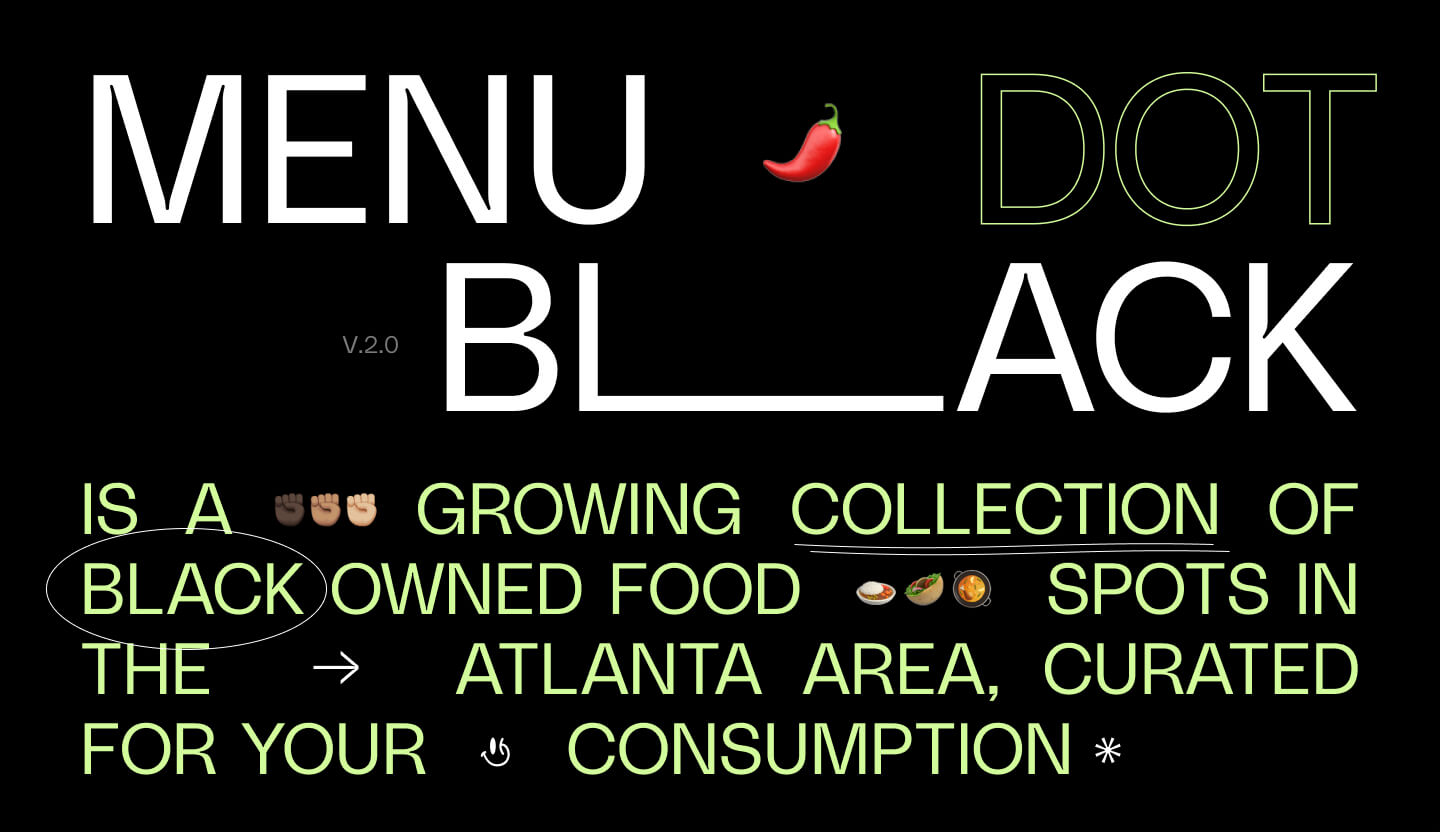 MENU DOT
V.2.0 BLACK
IS A GROWING COLLECTION OF
BLACK OWNED FOOD SPOTS IN
THE → ATLANTA AREA, CURATED
FOR YOUR CONSUMPTION *